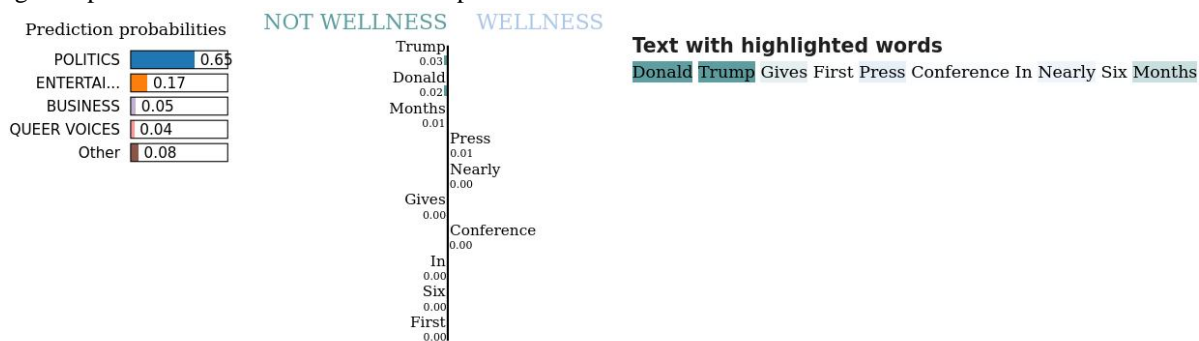 Prediction probabilities
POLITICS 0.65
ENTERTAI... 0.17
BUSINESS 0.05
QUEER VOICES 0.04
Other 0.08
NOT WELLNESS WELLNESS
Trump
0.03
Donald
0.02
Months
0.01
Press
0.01
Nearly
0.00
Gives
0.00
Conference
0.00
In
0.00
Six
0.00
First
0.00
Text with highlighted words
Donald Trump Gives First Press Conference In Nearly Six Months